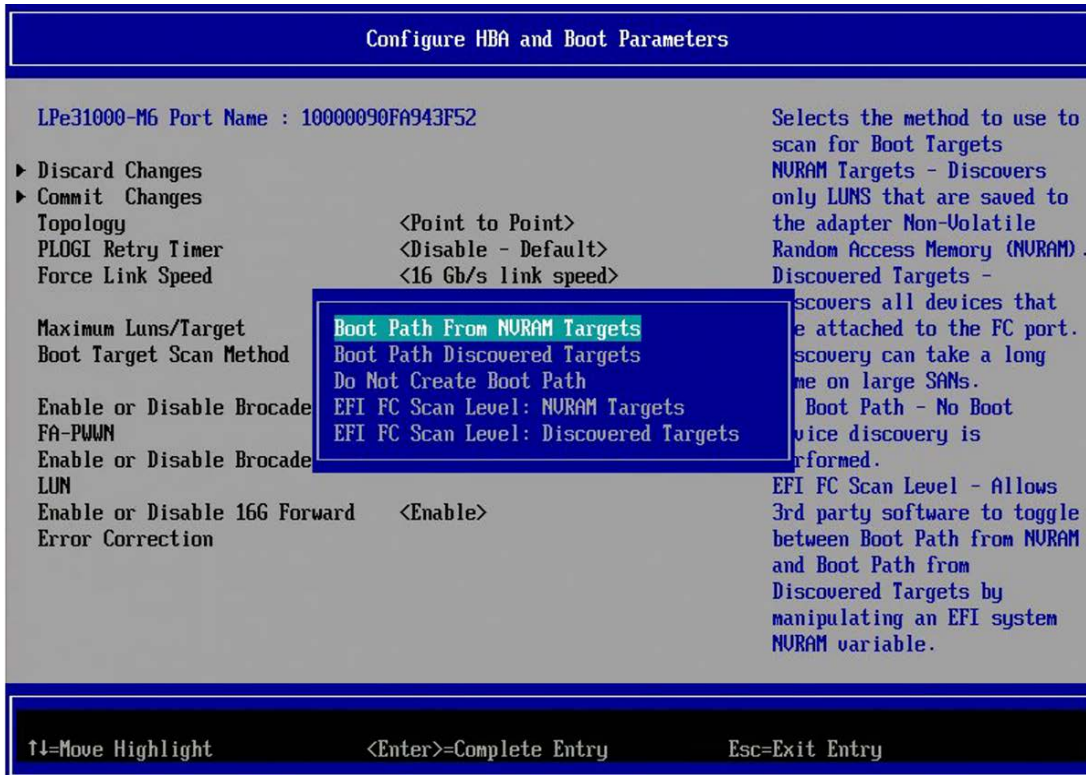 Configure HBA and Boot Parameters
LPe31000-M6 Port Name : 10000090FA943F52
Discard Changes
Commit Changes
Topology <Point to Point>
PLOGI Retry Timer <Disable - Default>
Force Link Speed <16 Gb/s link speed>
Maximum Luns/Target
Boot Target Scan Method
Enable or Disable Brocade
FA-PWWN
Enable or Disable Brocade
LUN
Enable or Disable 16G Forward <Enable>
Error Correction
Boot Path From NVRAM Targets
Boot Path Discovered Targets
Do Not Create Boot Path
EFI FC Scan Level: NVRAM Targets
EFI FC Scan Level: Discovered Targets
Selects the method to use to
scan for Boot Targets
NVRAM Targets - Discovers
only LUNS that are saved to
the adapter Non-Volatile
Random Access Memory (NVRAM).
Discovered Targets -
scovers all devices that
e attached to the FC port.
scovery can take a long
me on large SANs.
Boot Path - No Boot
vice discovery is
rformed.
EFI FC Scan Level - Allows
3rd party software to toggle
between Boot Path from NVRAM
and Boot Path from
Discovered Targets by
manipulating an EFI system
NVRAM variable.
↑↓=Move Highlight <Enter>=Complete Entry Esc=Exit Entry